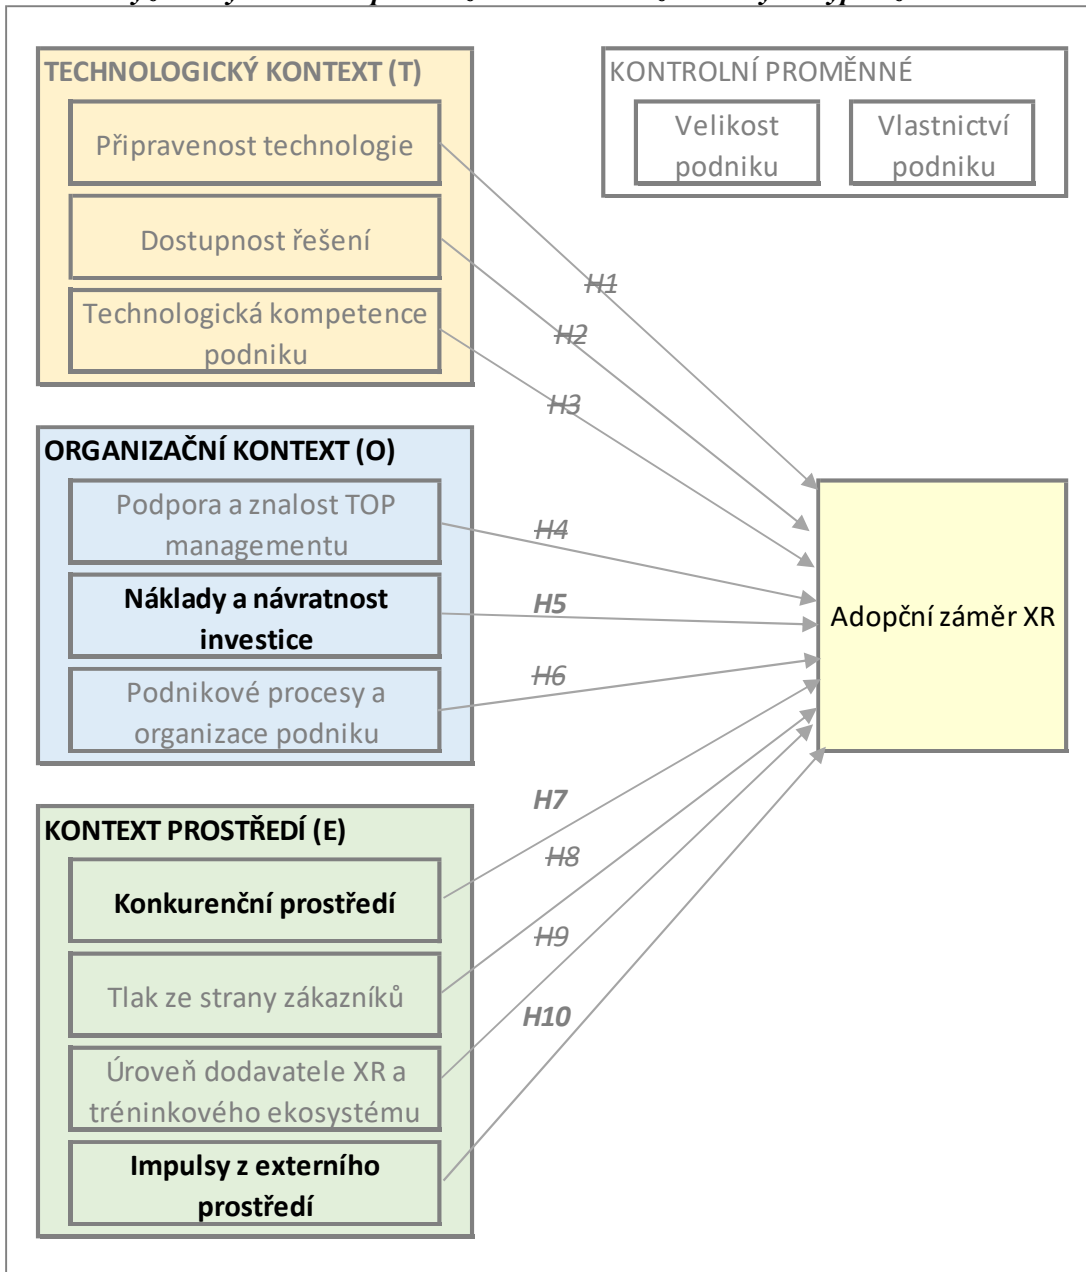 TECHNOLOGICKÝ KONTEXT (T)
Připravenost technologie
Dostupnost řešení
Technologická kompetence
podniku
KONTROLNÍ PROMĚNNÉ
Velikost
podniku
Vlastnictví
podniku
H1
H2
H3
ORGANIZAČNÍ KONTEXT (O)
Podpora a znalost TOP
managementu
Náklady a návratnost
investice
Podnikové procesy a
organizace podniku
H4
H5
H6
Adopční záměr XR
KONTEXT PROSTŘEDÍ (E)
Konkurenční prostředí
Tlak ze strany zákazníků
Úroveň dodavatele XR a
tréninkového ekosystému
Impulsy z externího
prostředí
H7
H8
H9
H10